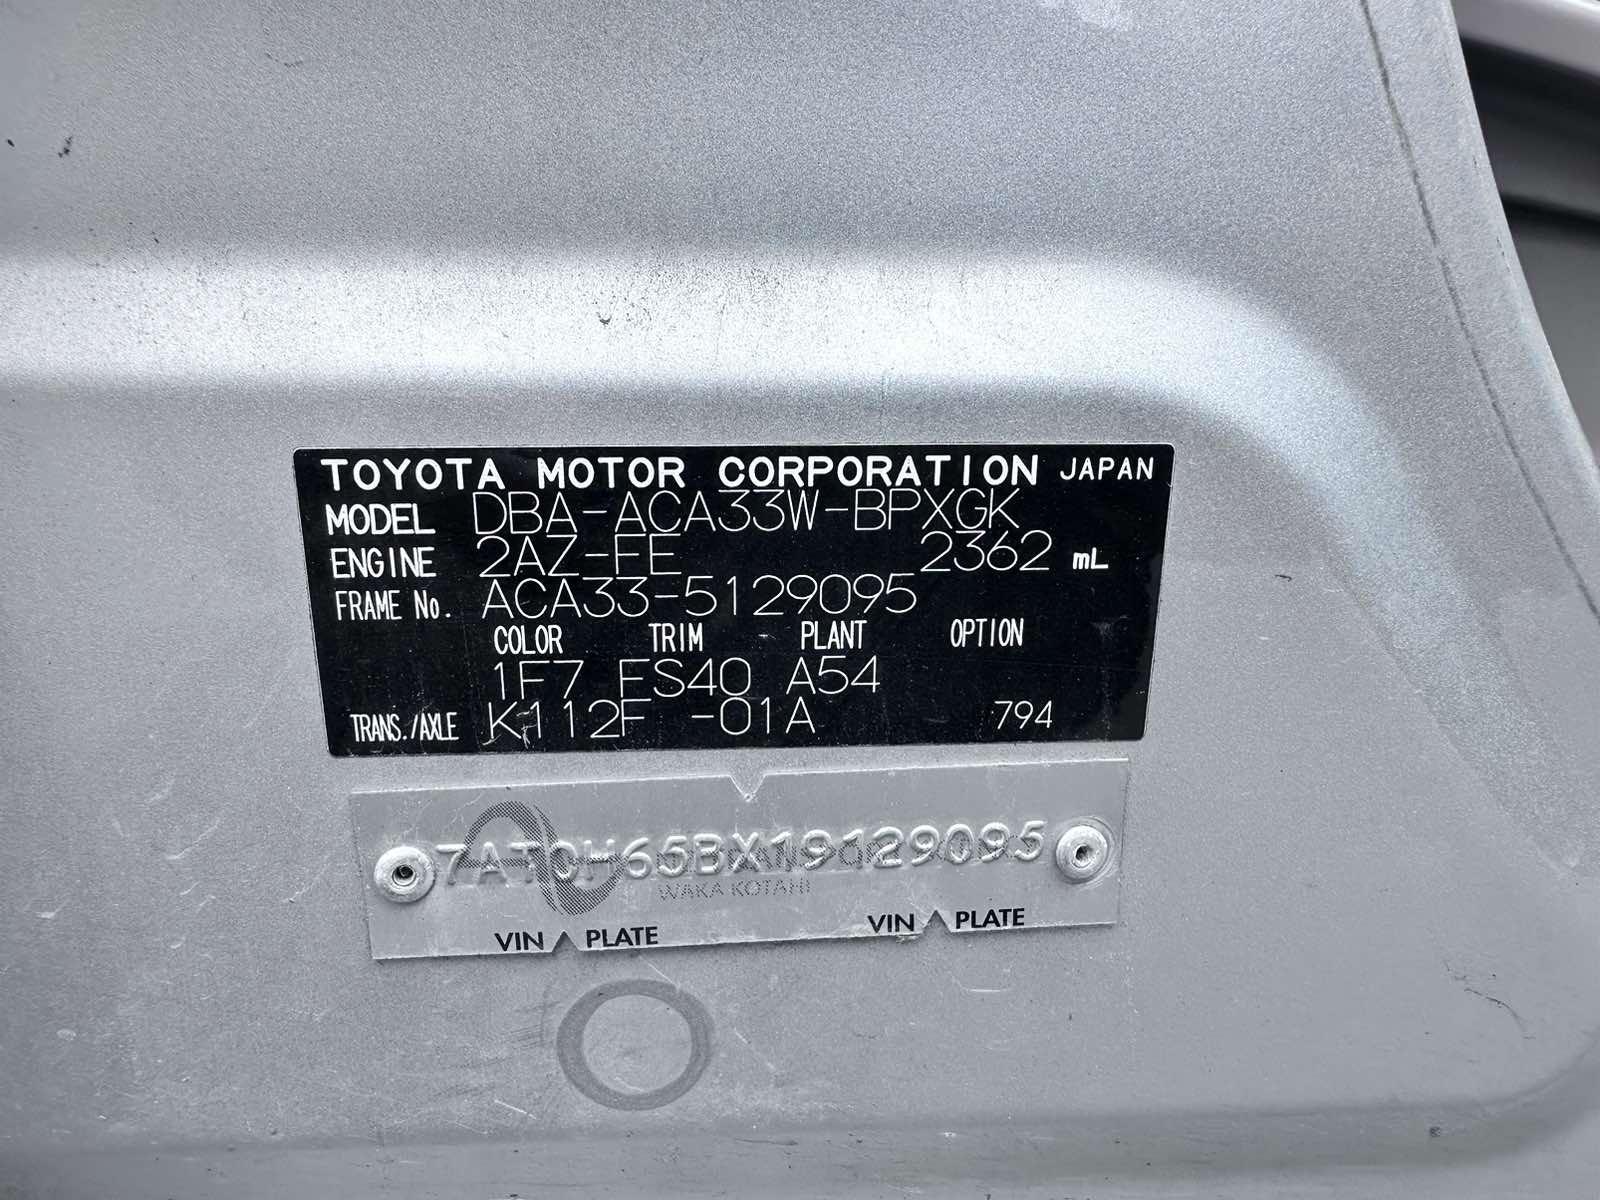 TOYOTA MOTOR CORPORATION JAPAN
MODEL DBA-ACA33W-BPXGK
ENGINE 2AZ-FE 2362 mL
FRAME No. ACA33-5129095
COLOR TRIM PLANT OPTION
1F7 FS40 A54
TRANS./AXLE K112F -01A 794
7AT0H65BX19129095
WAKA KOTAHI
VIN PLATE VIN PLATE